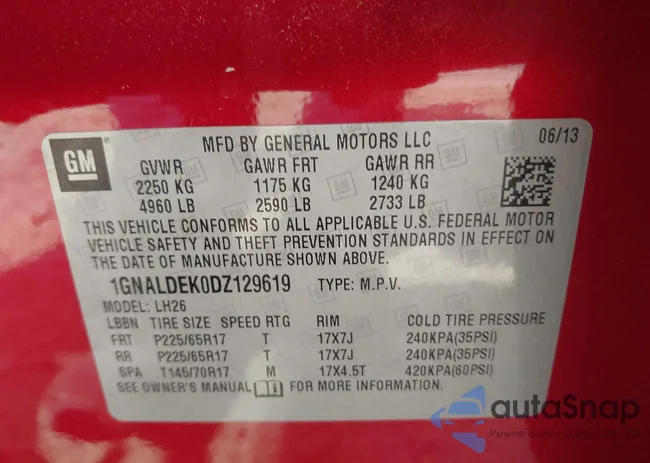 GM
MFD BY GENERAL MOTORS LLC 06/13
GVWR GAWR FRT GAWR RR
2250 KG 1175 KG 1240 KG
4960 LB 2590 LB 2733 LB
THIS VEHICLE CONFORMS TO ALL APPLICABLE U.S. FEDERAL MOTOR
VEHICLE SAFETY AND THEFT PREVENTION STANDARDS IN EFFECT ON
THE DATE OF MANUFACTURE SHOWN ABOVE.
1GNALDEK0DZ129619 TYPE: M.P.V.
MODEL: LH26
LBBN TIRE SIZE SPEED RTG RIM COLD TIRE PRESSURE
FRT P225/65R17 T 17X7J 240KPA(35PSI)
RR P225/65R17 T 17X7J 240KPA(35PSI)
SPA T145/70R17 M 17X4.5T 420KPA(60PSI)
SEE OWNER'S MANUAL FOR MORE INFORMATION.
autoSnap